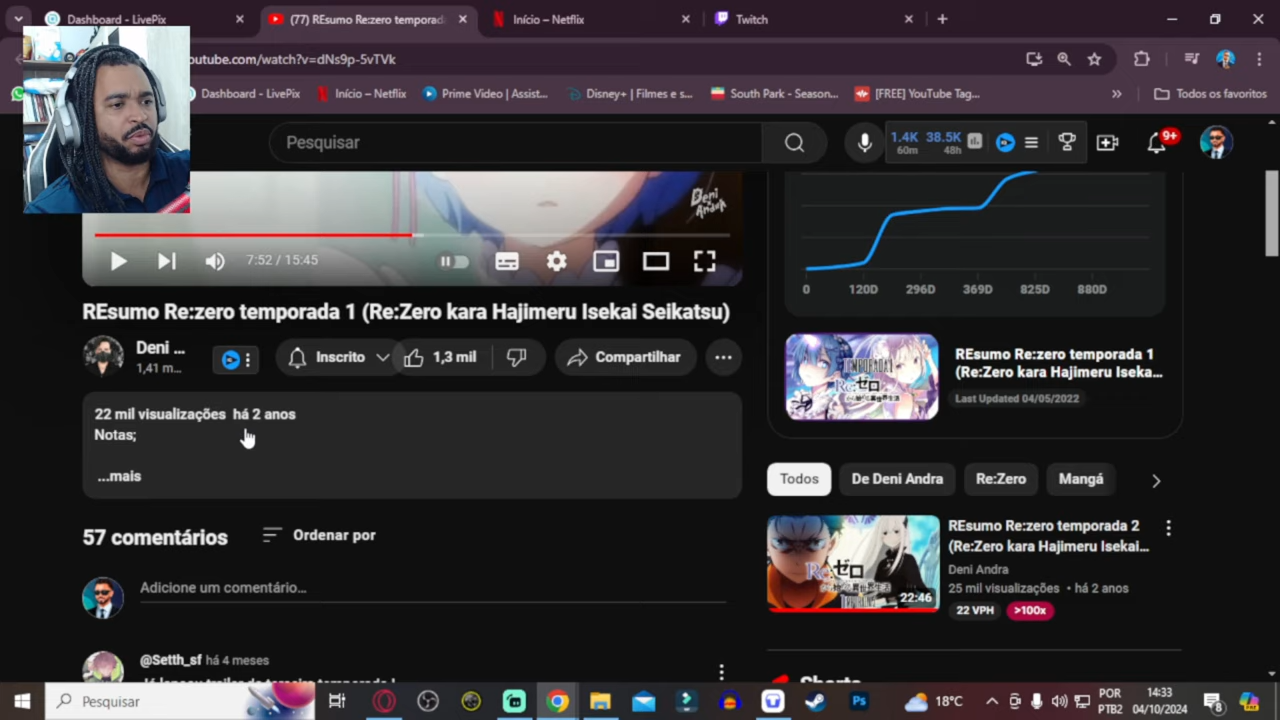 Dashboard - LivePix
(77) REsumo Re:zero tempora
Início – Netflix
Twitch
outube.com/watch?v=dNs9p-5vTVk
Dashboard - LivePix
Início – Netflix
Prime Video | Assist...
Disney+ | Filmes e s...
South Park - Season...
[FREE] YouTube Tag...
»
Todos os favoritos
Pesquisar
1.4K 38.5K
60m 48h
9+
Deni
Andra
7:52 / 15:45
0 120D 296D 369D 825D 880D
REsumo Re:zero temporada 1 (Re:Zero kara Hajimeru Isekai Seikatsu)
Deni ...
1,41 m...
Inscrito
1,3 mil
Compartilhar
TEMPORADA 1
REsumo Re:zero temporada 1
(Re:Zero kara Hajimeru Iseka...
Last Updated 04/05/2022
22 mil visualizações há 2 anos
Notas;
...mais
Todos
De Deni Andra
Re:Zero
Mangá
57 comentários
Ordenar por
Adicione um comentário...
22:46
REsumo Re:zero temporada 2
(Re:Zero kara Hajimeru Isekai...
Deni Andra
25 mil visualizações • há 2 anos
22 VPH >100x
@Setth_sf há 4 meses
Shorts
Pesquisar
Ps
18°C
POR
PTB2
14:33
04/10/2024
8